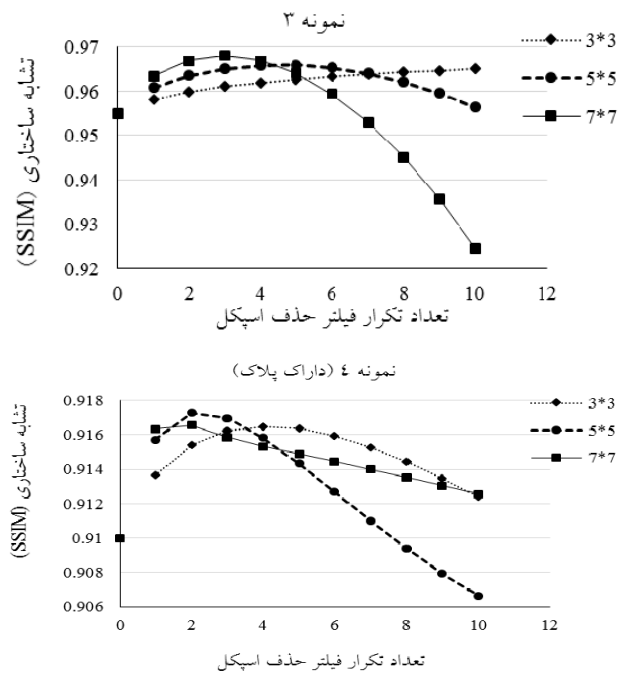 نمونه ۳
0.97
0.96
0.95
0.94
0.93
0.92
تشابه ساختاری (SSIM)
0 2 4 6 8 10 12
تعداد تکرار فیلتر حذف اسپکل
3*3
5*5
7*7
نمونه ٤ (داراک پلاک)
0.918
0.916
0.914
0.912
0.91
0.908
0.906
تشابه ساختاری (SSIM)
0 2 4 6 8 10 12
تعداد تکرار فیلتر حذف اسپکل
3*3
5*5
7*7